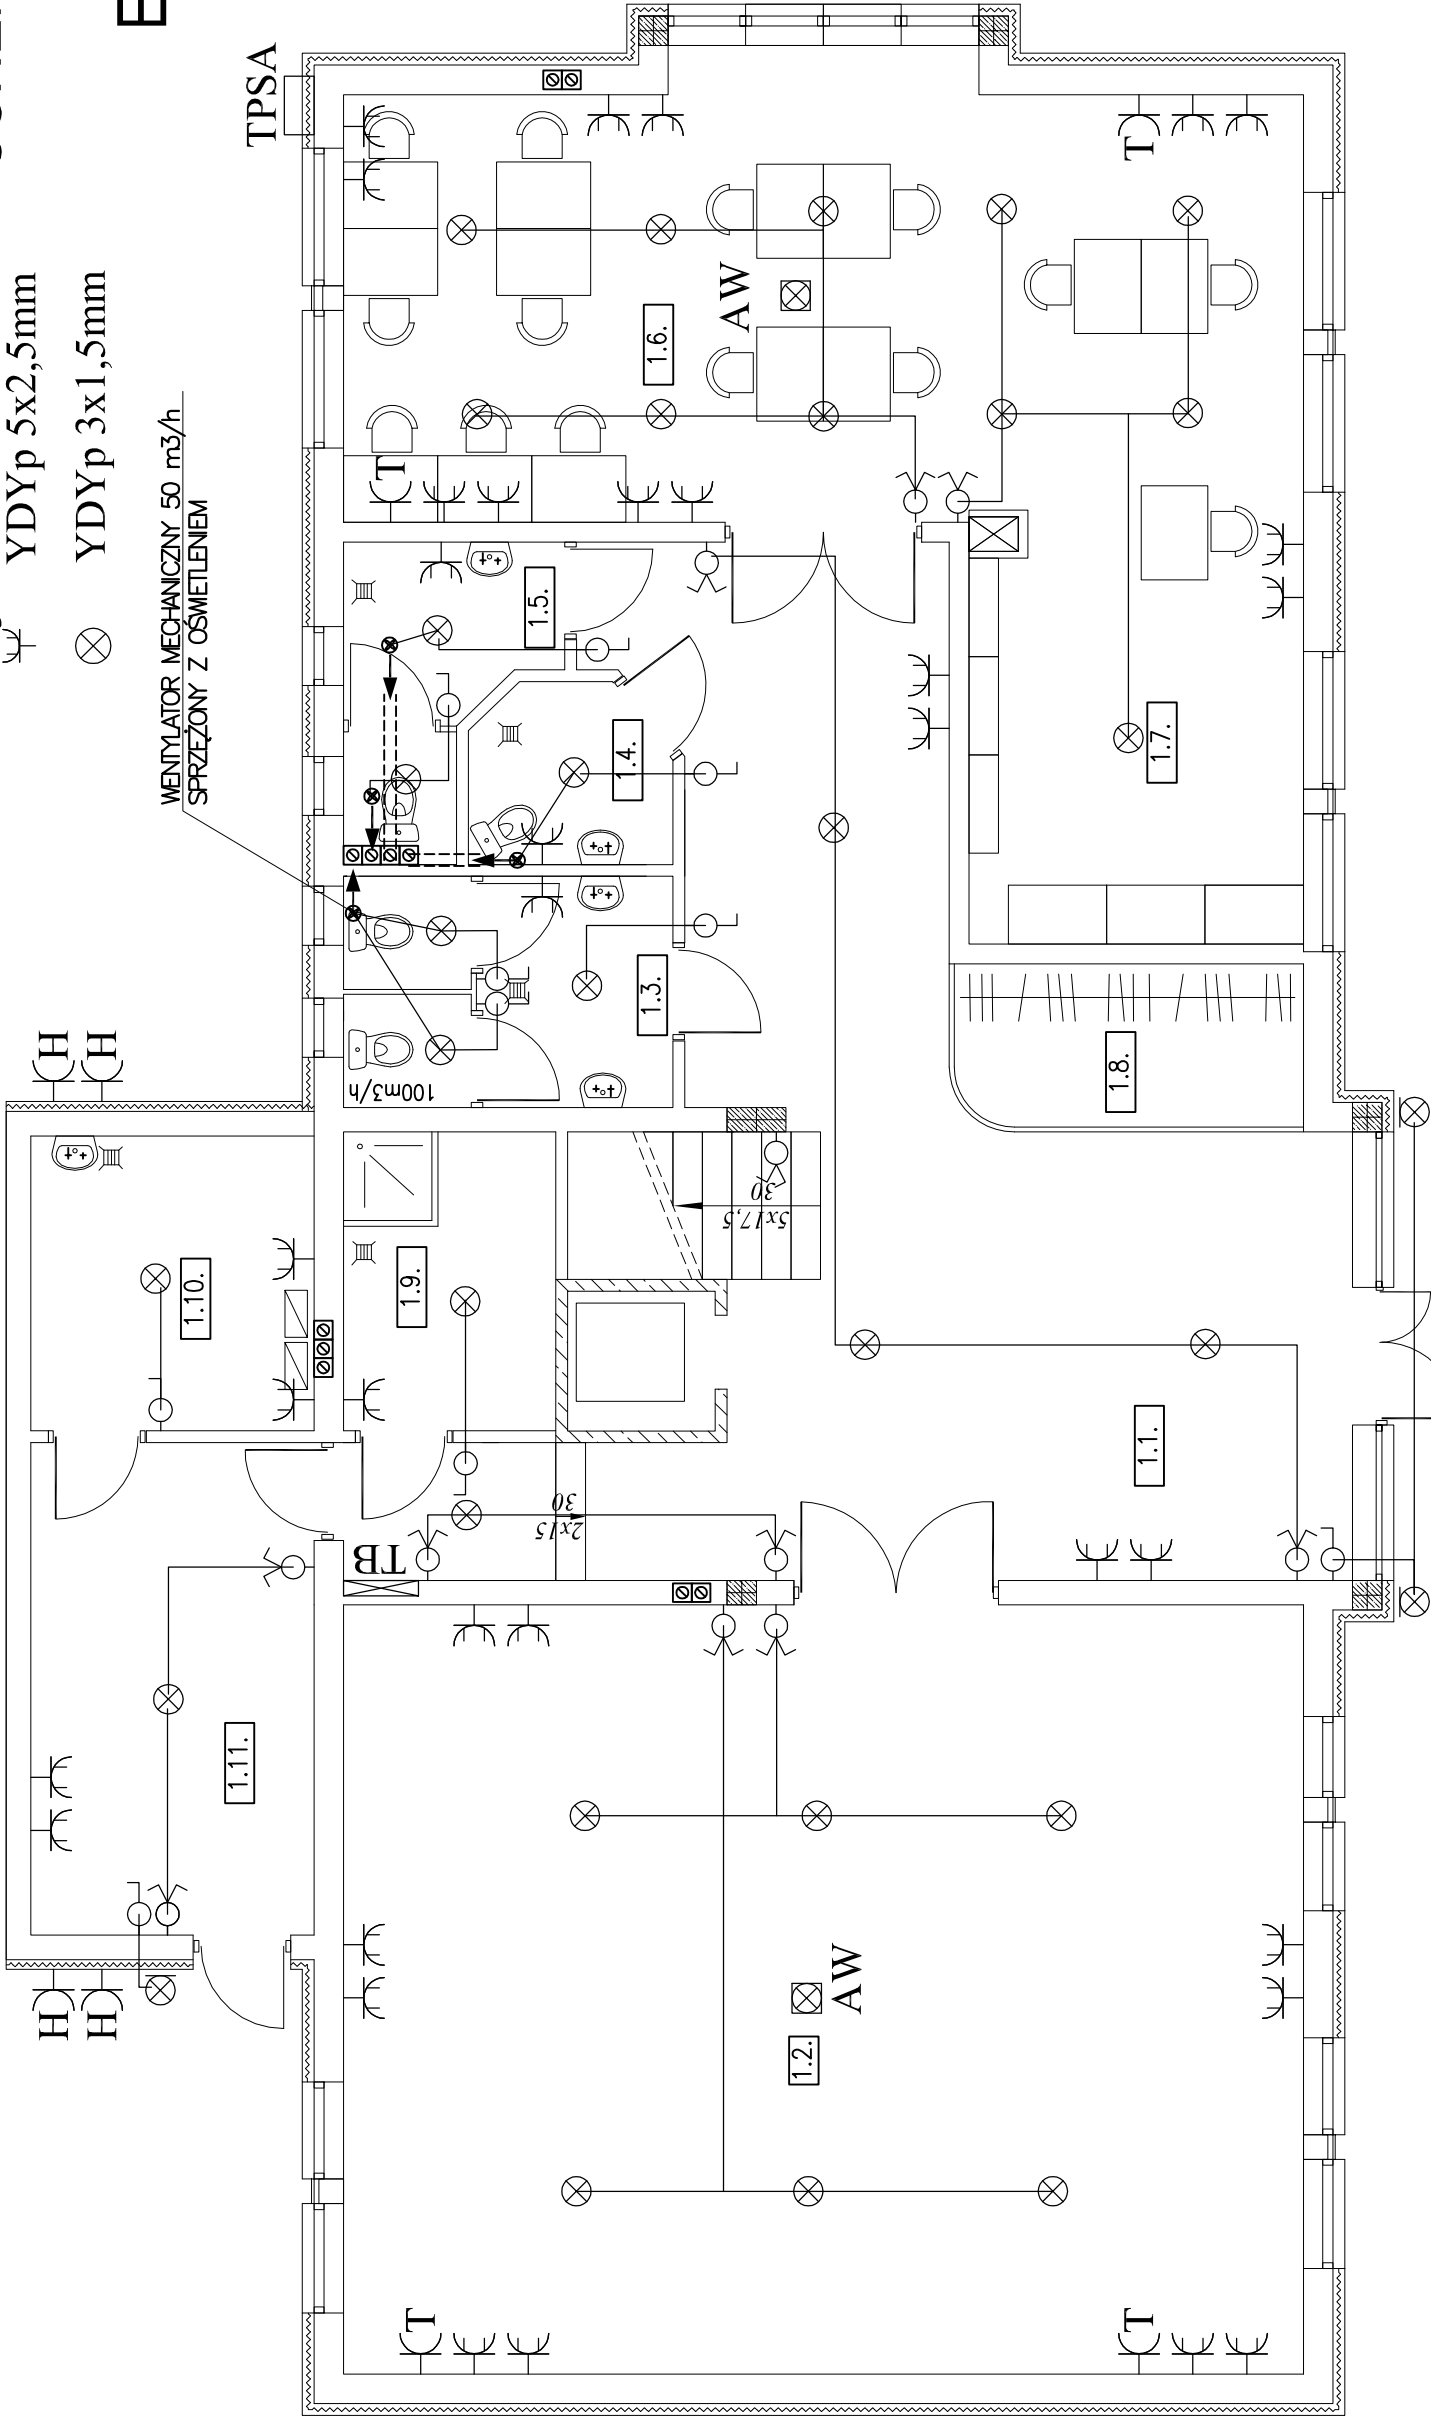 YDYp 5x2,5mm
YDYp 3x1,5mm
E
WENTYLATOR MECHANICZNY 50 m3/h
SPRZĘŻONY Z OŚWIETLENIEM
TPSA
H
H
H
H
T
T
T
T
AW
AW
TB
100m3/h
30
5x17,5
30
2x15
1.1.
1.2.
1.3.
1.4.
1.5.
1.6.
1.7.
1.8.
1.9.
1.10.
1.11.